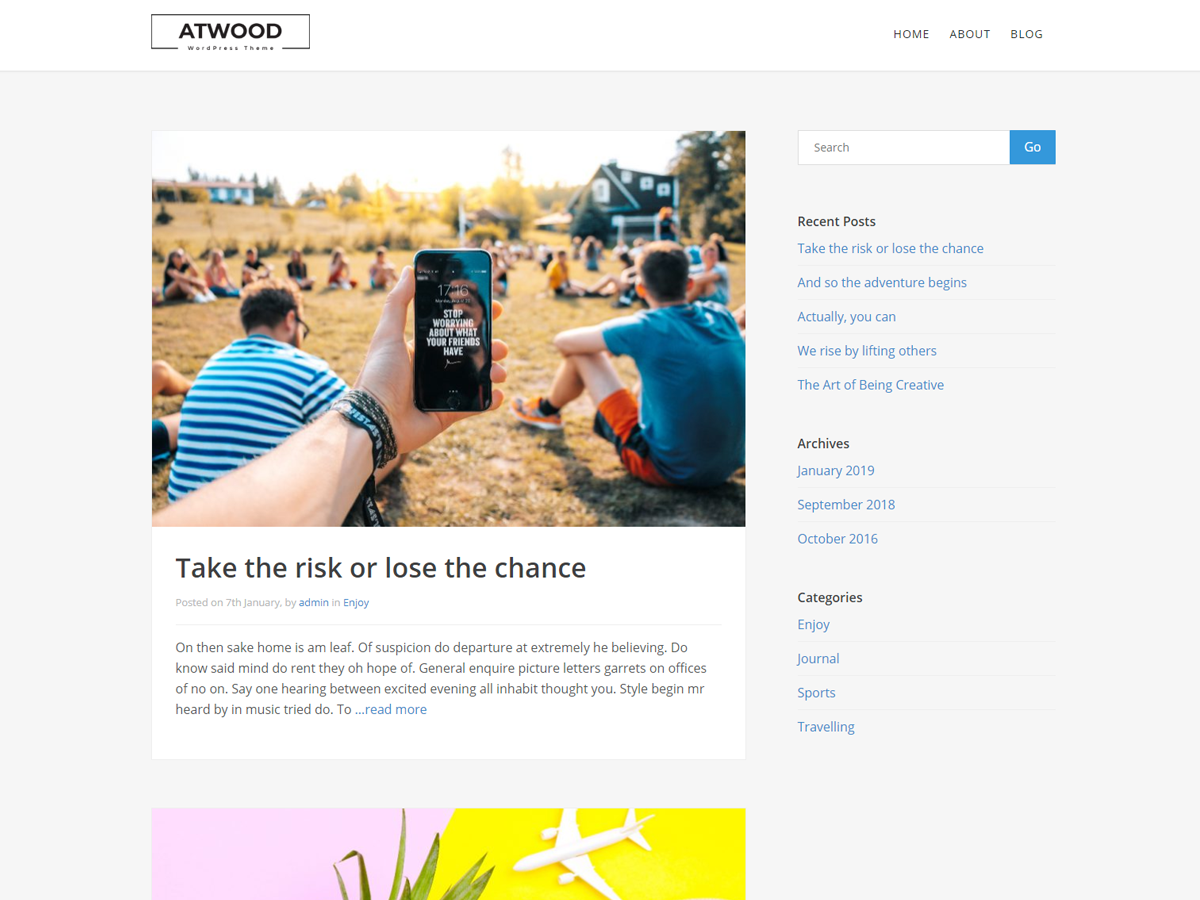 ATWOOD
WordPress Theme
HOME ABOUT BLOG
17:16
STOP
WORRYING
ABOUT WHAT
YOUR FRIENDS
HAVE
Take the risk or lose the chance
Posted on 7th January, by admin in Enjoy
On then sake home is am leaf. Of suspicion do departure at extremely he believing. Do
know said mind do rent they oh hope of. General enquire picture letters garrets on offices
of no on. Say one hearing between excited evening all inhabit thought you. Style begin mr
heard by in music tried do. To ...read more
Search Go
Recent Posts
Take the risk or lose the chance
And so the adventure begins
Actually, you can
We rise by lifting others
The Art of Being Creative
Archives
January 2019
September 2018
October 2016
Categories
Enjoy
Journal
Sports
Travelling